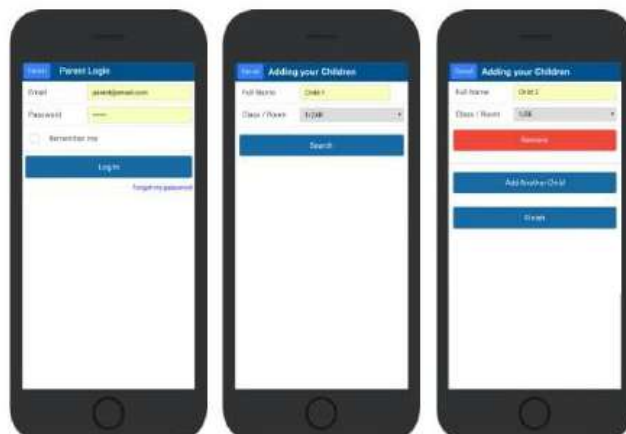 Parent Login
Email parent@email.com
Password
Remember me
Log In
Forgot my password
Cancel Adding your Children
Full Name Child 1
Class / Room
Search
Cancel Adding your Children
Full Name Child 2
Class / Room
Remove
Add Another Child
Finish